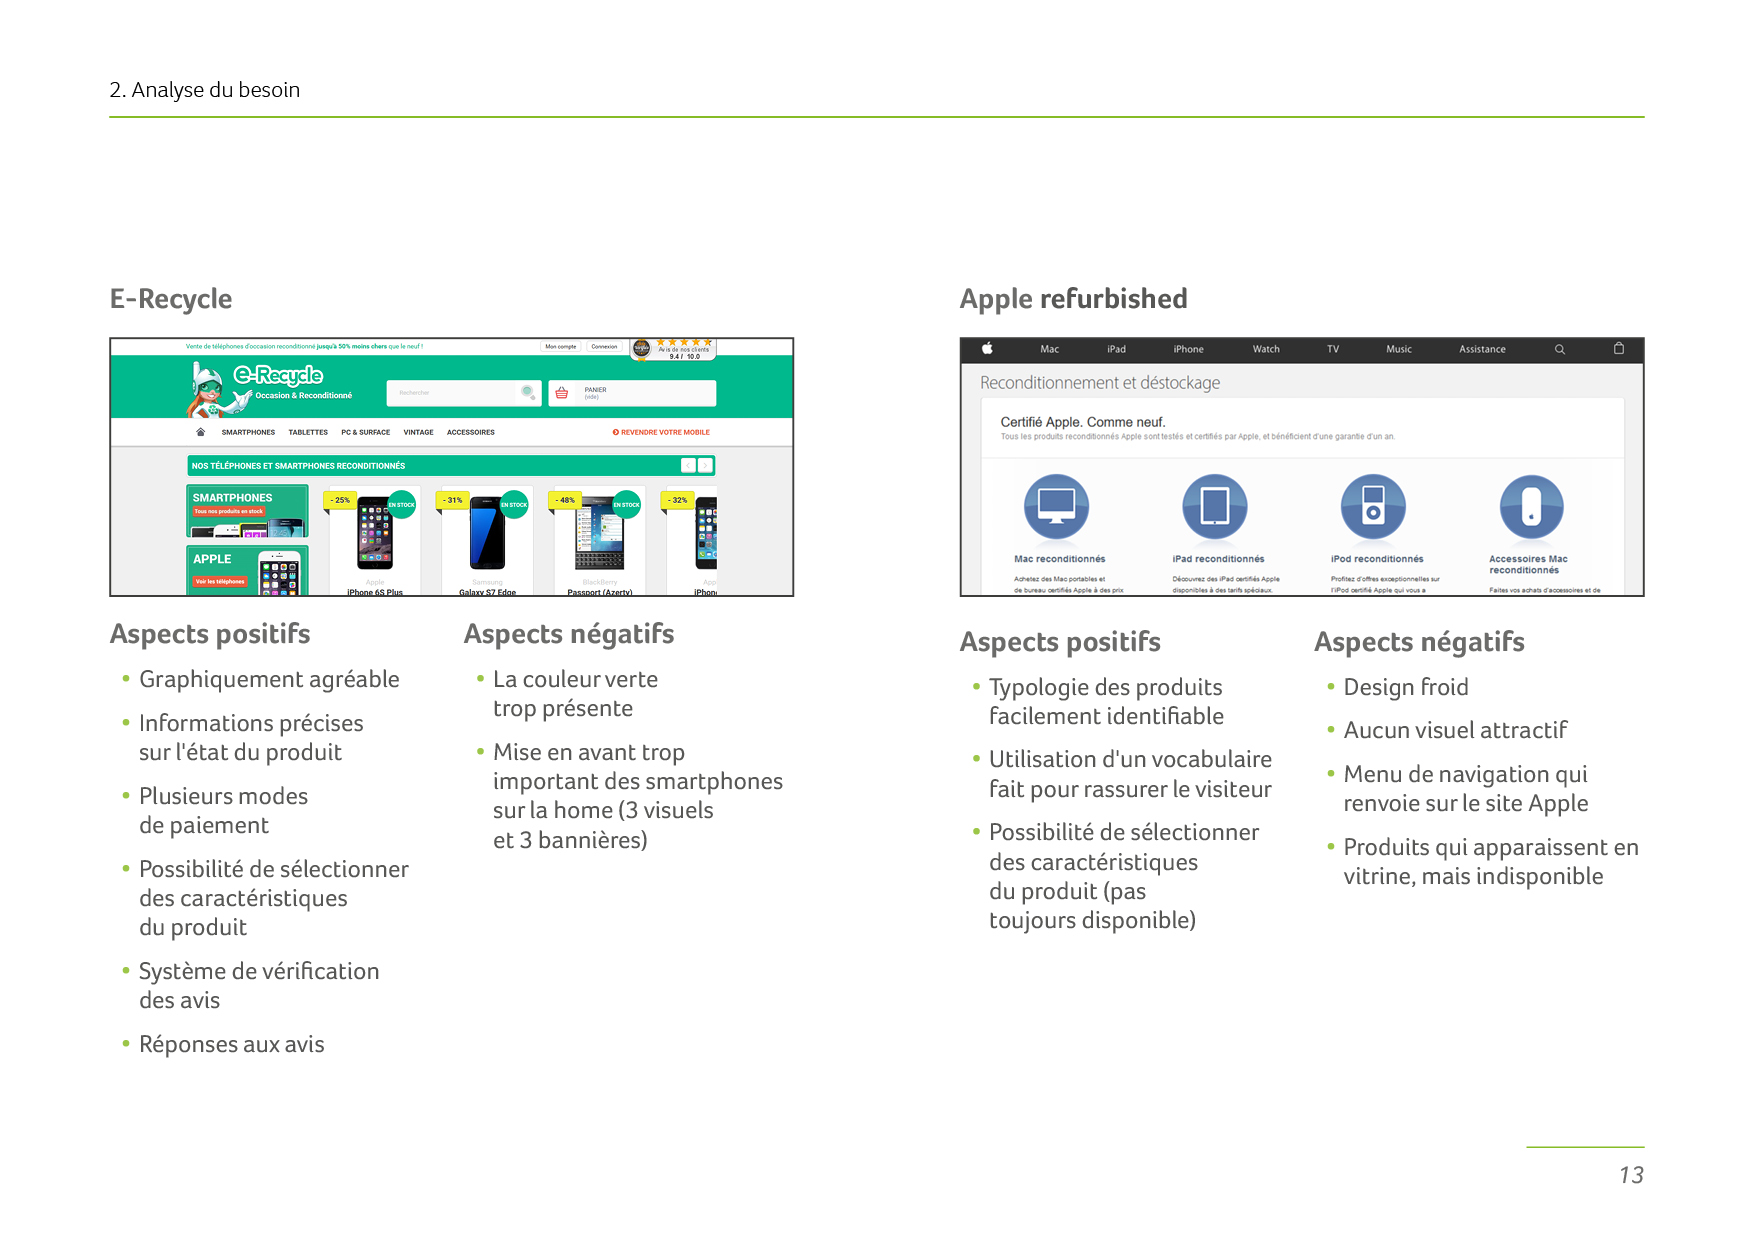 2. Analyse du besoin
E-Recycle
Vente de téléphones d'occasion reconditionné jusqu'à 50% moins chers que le neuf !
Mon compte
Connexion
Avis de nos clients
9.4 / 10.0
e-Recycle
Occasion & Reconditionné
Rechercher
PANIER
(vide)
SMARTPHONES
TABLETTES
PC & SURFACE
VINTAGE
ACCESSOIRES
REVENDRE VOTRE MOBILE
NOS TÉLÉPHONES ET SMARTPHONES RECONDITIONNÉS
SMARTPHONES
Tous nos produits en stock
APPLE
Voir les téléphones
- 25%
EN STOCK
Apple
iPhone 6S Plus
- 31%
EN STOCK
Samsung
Galaxy S7 Edge
- 48%
EN STOCK
BlackBerry
Passport (Azerty)
- 32%
App
iPhon
Aspects positifs
• Graphiquement agréable
• Informations précises
sur l'état du produit
• Plusieurs modes
de paiement
• Possibilité de sélectionner
des caractéristiques
du produit
• Système de vérification
des avis
• Réponses aux avis
Aspects négatifs
• La couleur verte
trop présente
• Mise en avant trop
important des smartphones
sur la home (3 visuels
et 3 bannières)
Apple refurbished
Mac
iPad
iPhone
Watch
TV
Music
Assistance
Reconditionnement et déstockage
Certifié Apple. Comme neuf.
Tous les produits reconditionnés Apple sont testés et certifiés par Apple, et bénéficient d'une garantie d'un an.
Mac reconditionnés
Achetez des Mac portables et
de bureau certifiés Apple à des prix
iPad reconditionnés
Découvrez des iPad certifiés Apple
disponibles à des tarifs spéciaux.
iPod reconditionnés
Profitez d'offres exceptionnelles sur
l'iPod certifié Apple qui vous a
Accessoires Mac
reconditionnés
Faites vos achats d'accessoires et de
Aspects positifs
• Typologie des produits
facilement identifiable
• Utilisation d'un vocabulaire
fait pour rassurer le visiteur
• Possibilité de sélectionner
des caractéristiques
du produit (pas
toujours disponible)
Aspects négatifs
• Design froid
• Aucun visuel attractif
• Menu de navigation qui
renvoie sur le site Apple
• Produits qui apparaissent en
vitrine, mais indisponible
13